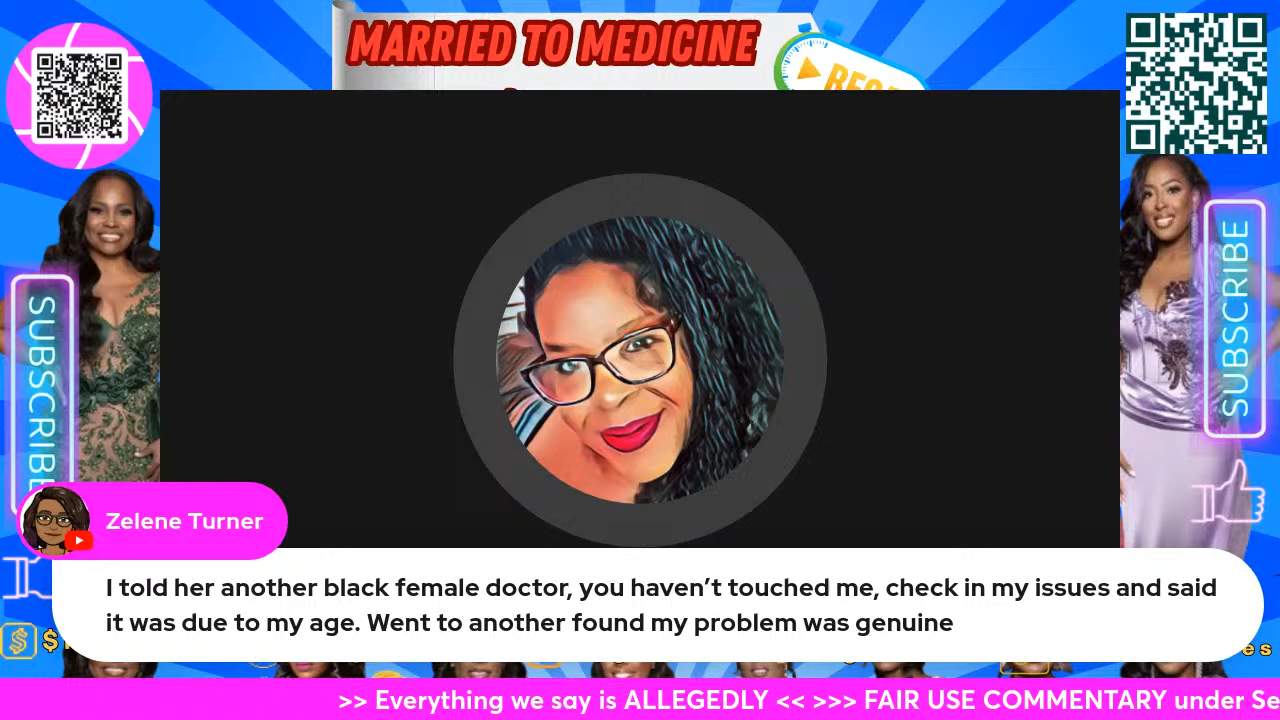 MARRIED TO MEDICINE
SUBSCRIBE
SUBSCRIBE
Zelene Turner
I told her another black female doctor, you haven’t touched me, check in my issues and said
it was due to my age. Went to another found my problem was genuine
>> Everything we say is ALLEGEDLY << >>> FAIR USE COMMENTARY under Se